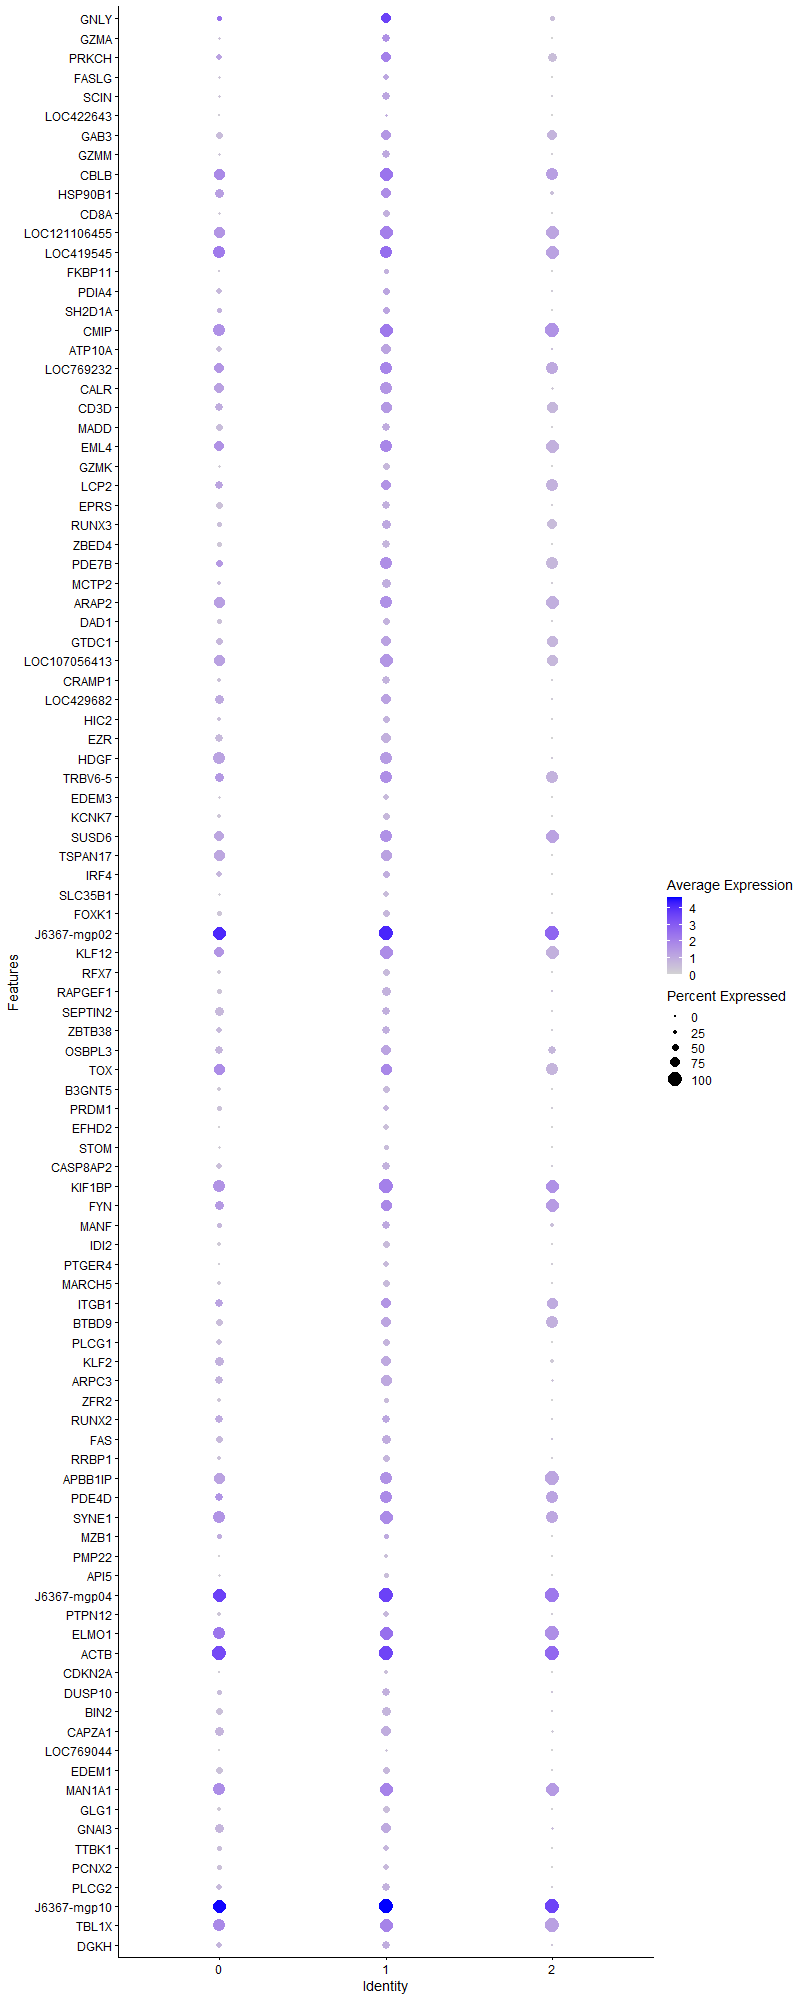 GNLY
GZMA
PRKCH
FASLG
SCIN
LOC422643
GAB3
GZMM
CBLB
HSP90B1
CD8A
LOC121106455
LOC419545
FKBP11
PDIA4
SH2D1A
CMIP
ATP10A
LOC769232
CALR
CD3D
MADD
EML4
GZMK
LCP2
EPRS
RUNX3
ZBED4
PDE7B
MCTP2
ARAP2
DAD1
GTDC1
LOC107056413
CRAMP1
LOC429682
HIC2
EZR
HDGF
TRBV6-5
EDEM3
KCNK7
SUSD6
TSPAN17
IRF4
SLC35B1
FOXK1
J6367-mgp02
KLF12
RFX7
RAPGEF1
SEPTIN2
ZBTB38
OSBPL3
TOX
B3GNT5
PRDM1
EFHD2
STOM
CASP8AP2
KIF1BP
FYN
MANF
IDI2
PTGER4
MARCH5
ITGB1
BTBD9
PLCG1
KLF2
ARPC3
ZFR2
RUNX2
FAS
RRBP1
APBB1IP
PDE4D
SYNE1
MZB1
PMP22
API5
J6367-mgp04
PTPN12
ELMO1
ACTB
CDKN2A
DUSP10
BIN2
CAPZA1
LOC769044
EDEM1
MAN1A1
GLG1
GNAI3
TTBK1
PCNX2
PLCG2
J6367-mgp10
TBL1X
DGKH
Features
0 1 2
Identity
Average Expression
4
3
2
1
0
Percent Expressed
0
25
50
75
100